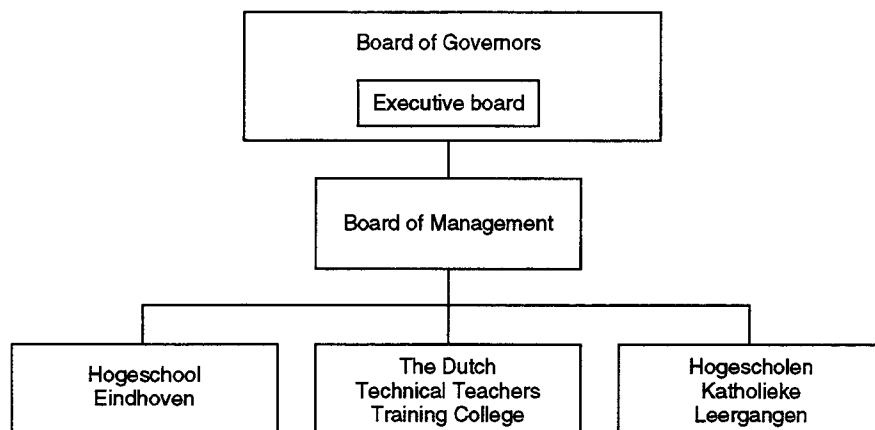 Board of Governors
Executive board
Board of Management
Hogeschool
Eindhoven
The Dutch
Technical Teachers
Training College
Hogescholen
Katholieke
Leergangen